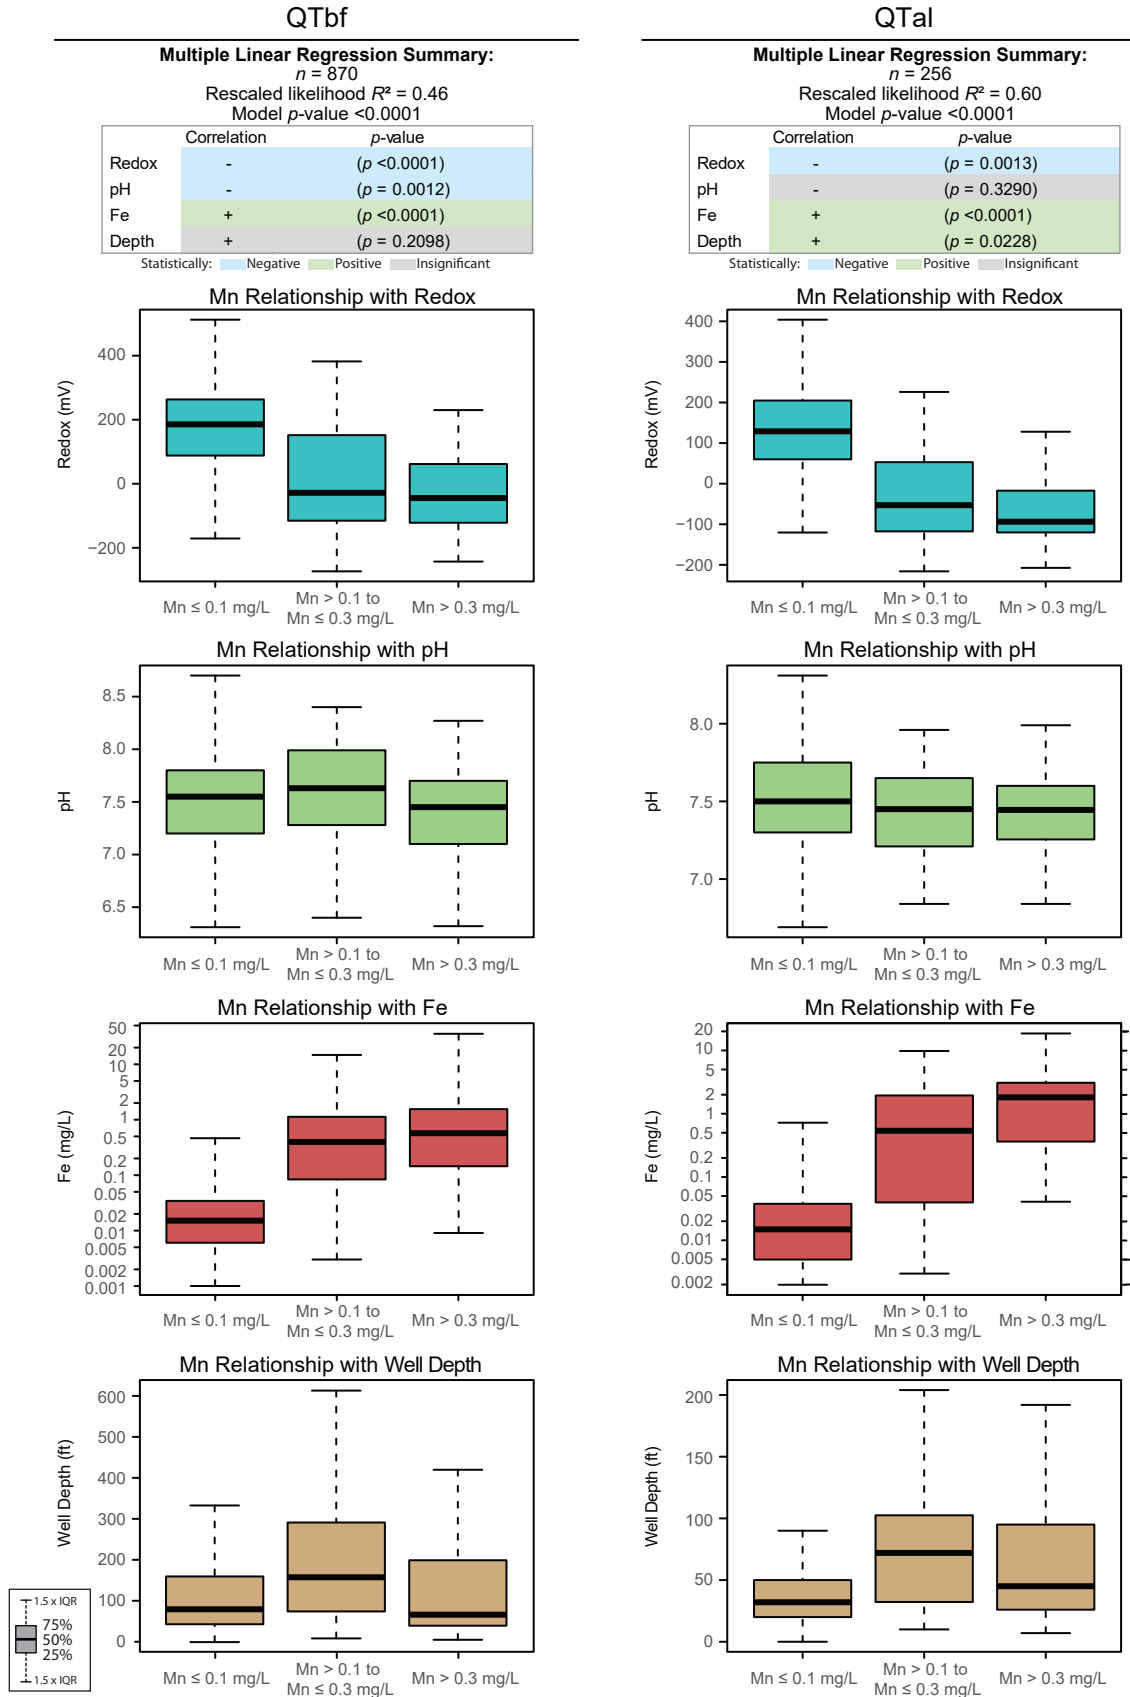 QTbf
Multiple Linear Regression Summary:
n = 870
Rescaled likelihood R² = 0.46
Model p-value <0.0001
Correlation p-value
Redox - (p <0.0001)
pH - (p = 0.0012)
Fe + (p <0.0001)
Depth + (p = 0.2098)
Statistically: Negative Positive Insignificant
Mn Relationship with Redox
Redox (mV)
400
200
0
−200
Mn ≤ 0.1 mg/L
Mn > 0.1 to
Mn ≤ 0.3 mg/L
Mn > 0.3 mg/L
Mn Relationship with pH
pH
8.5
8.0
7.5
7.0
6.5
Mn ≤ 0.1 mg/L
Mn > 0.1 to
Mn ≤ 0.3 mg/L
Mn > 0.3 mg/L
Mn Relationship with Fe
Fe (mg/L)
50
20
10
5
2
1
0.5
0.2
0.1
0.05
0.02
0.01
0.005
0.002
0.001
Mn ≤ 0.1 mg/L
Mn > 0.1 to
Mn ≤ 0.3 mg/L
Mn > 0.3 mg/L
Mn Relationship with Well Depth
Well Depth (ft)
600
500
400
300
200
100
0
Mn ≤ 0.1 mg/L
Mn > 0.1 to
Mn ≤ 0.3 mg/L
Mn > 0.3 mg/L
1.5 x IQR
75%
50%
25%
1.5 x IQR
QTal
Multiple Linear Regression Summary:
n = 256
Rescaled likelihood R² = 0.60
Model p-value <0.0001
Correlation p-value
Redox - (p = 0.0013)
pH - (p = 0.3290)
Fe + (p <0.0001)
Depth + (p = 0.0228)
Statistically: Negative Positive Insignificant
Mn Relationship with Redox
Redox (mV)
400
300
200
100
0
−100
−200
Mn ≤ 0.1 mg/L
Mn > 0.1 to
Mn ≤ 0.3 mg/L
Mn > 0.3 mg/L
Mn Relationship with pH
pH
8.0
7.5
7.0
Mn ≤ 0.1 mg/L
Mn > 0.1 to
Mn ≤ 0.3 mg/L
Mn > 0.3 mg/L
Mn Relationship with Fe
Fe (mg/L)
20
10
5
2
1
0.5
0.2
0.1
0.05
0.02
0.01
0.005
0.002
Mn ≤ 0.1 mg/L
Mn > 0.1 to
Mn ≤ 0.3 mg/L
Mn > 0.3 mg/L
Mn Relationship with Well Depth
Well Depth (ft)
200
150
100
50
0
Mn ≤ 0.1 mg/L
Mn > 0.1 to
Mn ≤ 0.3 mg/L
Mn > 0.3 mg/L